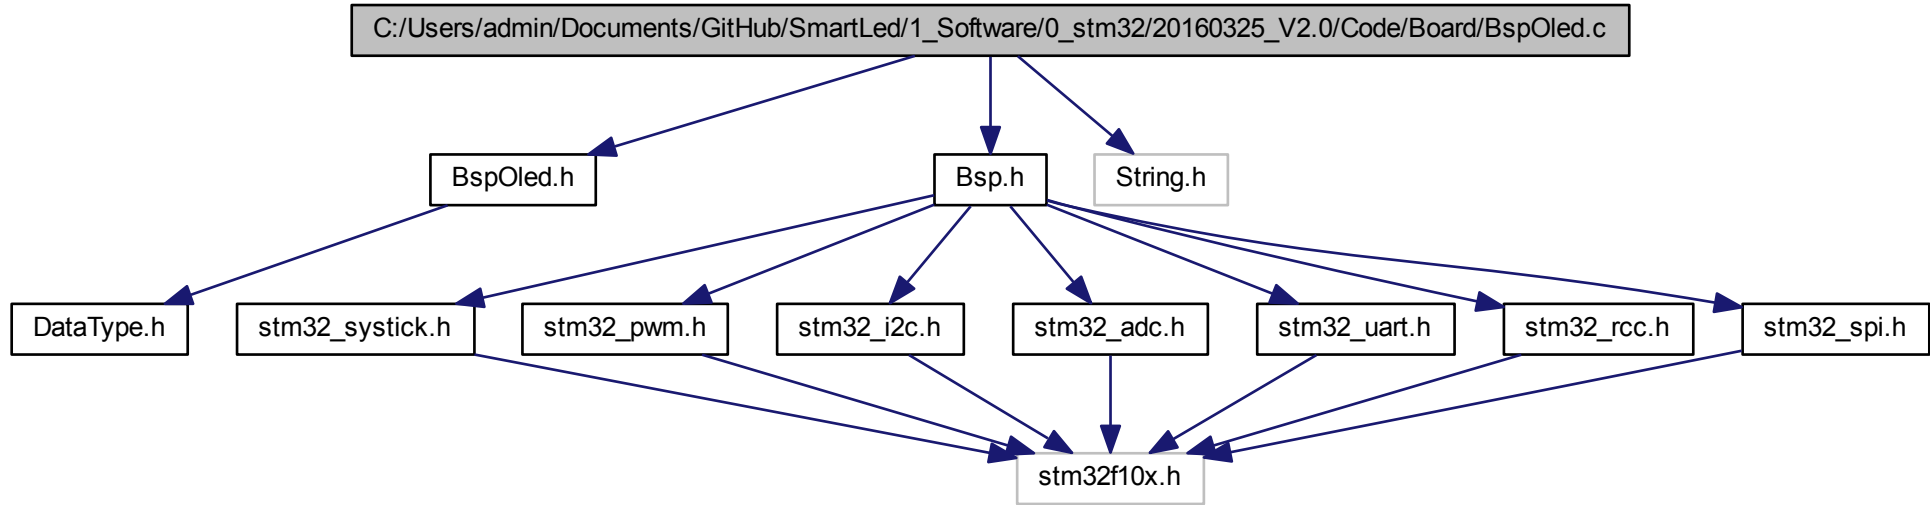 C:/Users/admin/Documents/GitHub/SmartLed/1_Software/0_stm32/20160325_V2.0/Code/Board/BspOled.c
BspOled.h
Bsp.h
String.h
DataType.h
stm32_systick.h
stm32_pwm.h
stm32_i2c.h
stm32_adc.h
stm32_uart.h
stm32_rcc.h
stm32_spi.h
stm32f10x.h